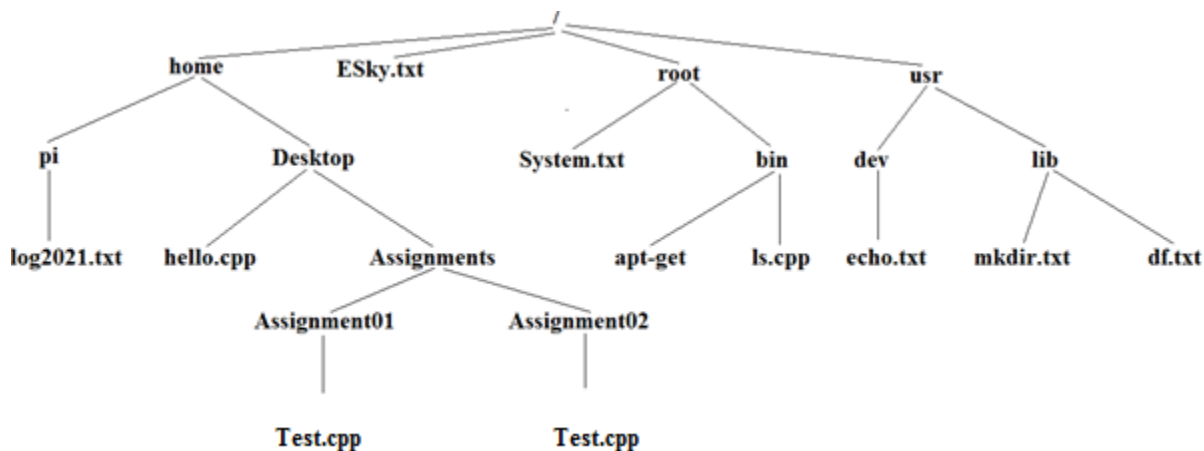 /
home ESky.txt root usr
pi Desktop System.txt bin dev lib
log2021.txt hello.cpp Assignments apt-get ls.cpp echo.txt mkdir.txt df.txt
Assignment01 Assignment02
Test.cpp Test.cpp